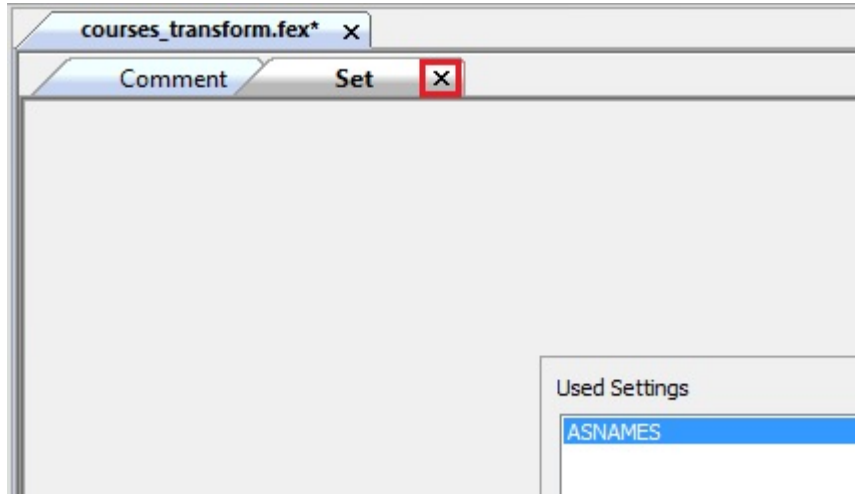 courses_transform.fex* x
Comment Set x
Used Settings
ASNAMES